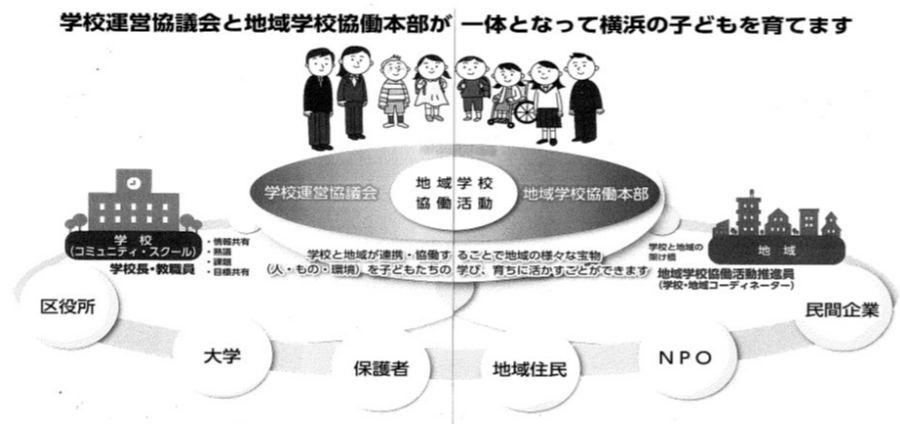 学校運営協議会と地域学校協働本部が 一体となって横浜の子どもを育てます
学校運営協議会
地域学校
協働活動
地域学校協働本部
学校と地域が連携・協働することで地域の様々な宝物
（人・もの・環境）を子どもたちの学び、育ちに活かすことができます
学校
（コミュニティ・スクール）
学校長・教職員
・情報共有
・熟議
・課題
・目標共有
学校と地域の
架け橋
地域
地域学校協働活動推進員
（学校・地域コーディネーター）
区役所
大学
保護者
地域住民
NPO
民間企業